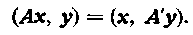 (Ax, y) = (x, A'y).